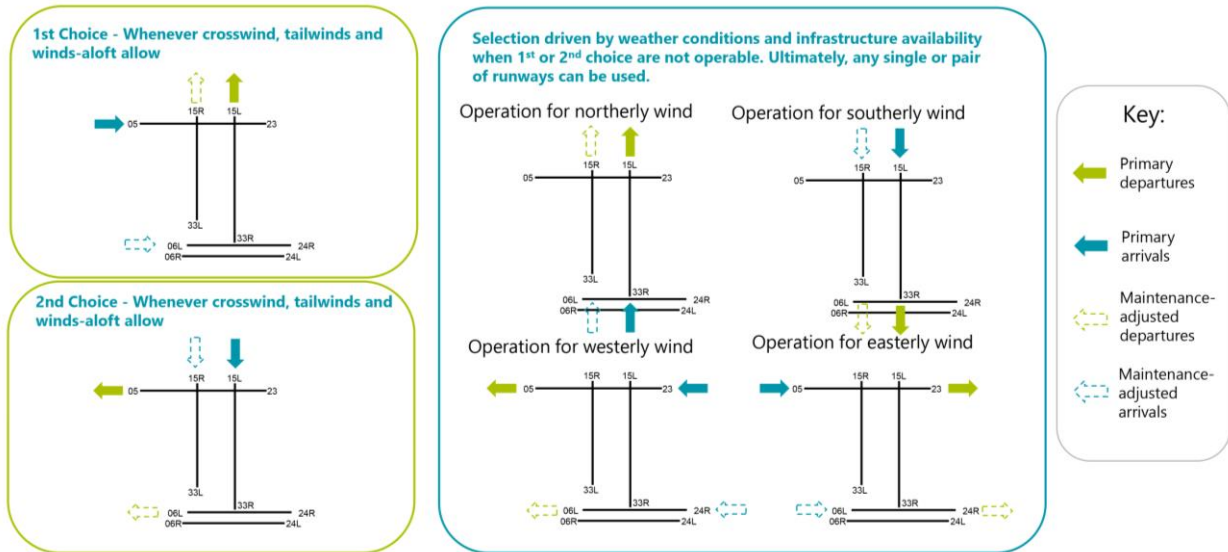 1st Choice - Whenever crosswind, tailwinds and
winds-aloft allow
15R 15L
05 23
33L
33R
06L 24R
06R 24L
2nd Choice - Whenever crosswind, tailwinds and
winds-aloft allow
15R 15L
05 23
33L
33R
06L 24R
06R 24L
Selection driven by weather conditions and infrastructure availability
when 1st or 2nd choice are not operable. Ultimately, any single or pair
of runways can be used.
Operation for northerly wind
15R 15L
05 23
33L
33R
06L 24R
06R 24L
Operation for southerly wind
15R 15L
05 23
33L
33R
06L 24R
06R 24L
Operation for westerly wind
15R 15L
05 23
33L
33R
06L 24R
06R 24L
Operation for easterly wind
15R 15L
05 23
33L
33R
06L 24R
06R 24L
Key:
Primary
departures
Primary
arrivals
Maintenance-
adjusted
departures
Maintenance-
adjusted
arrivals